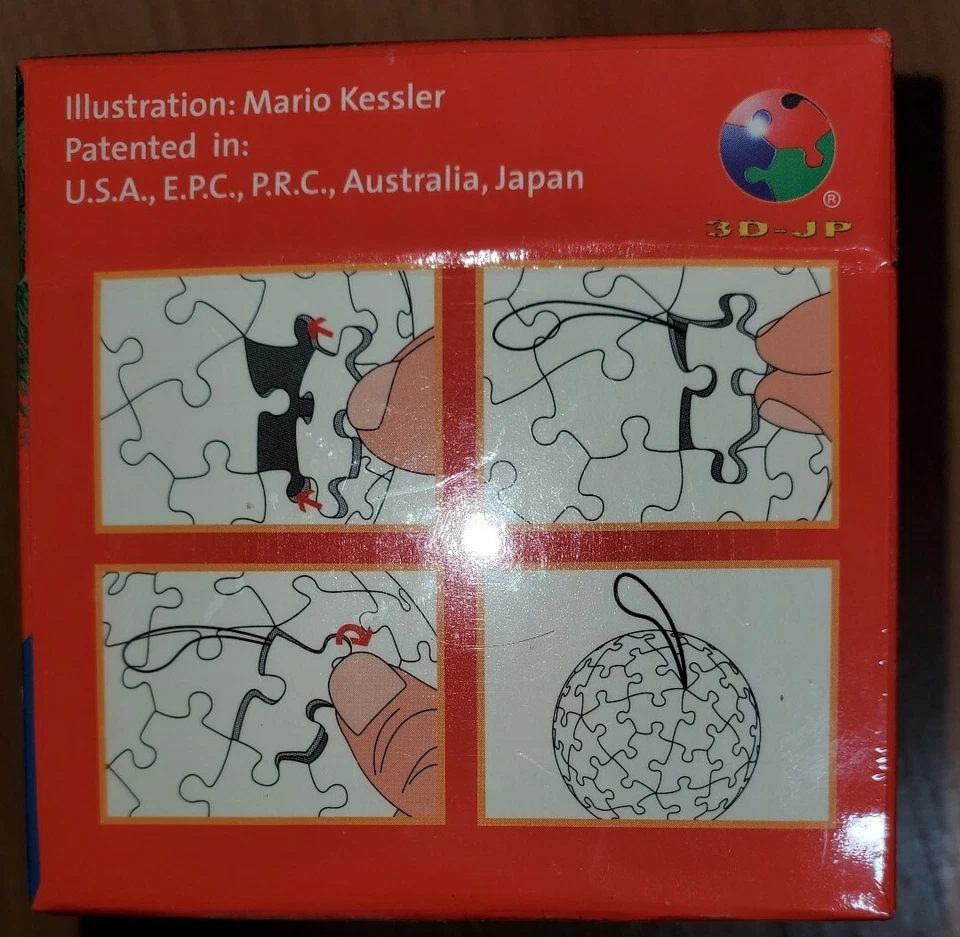 Illustration: Mario Kessler
Patented in:
U.S.A., E.P.C., P.R.C., Australia, Japan
®
3D-JP